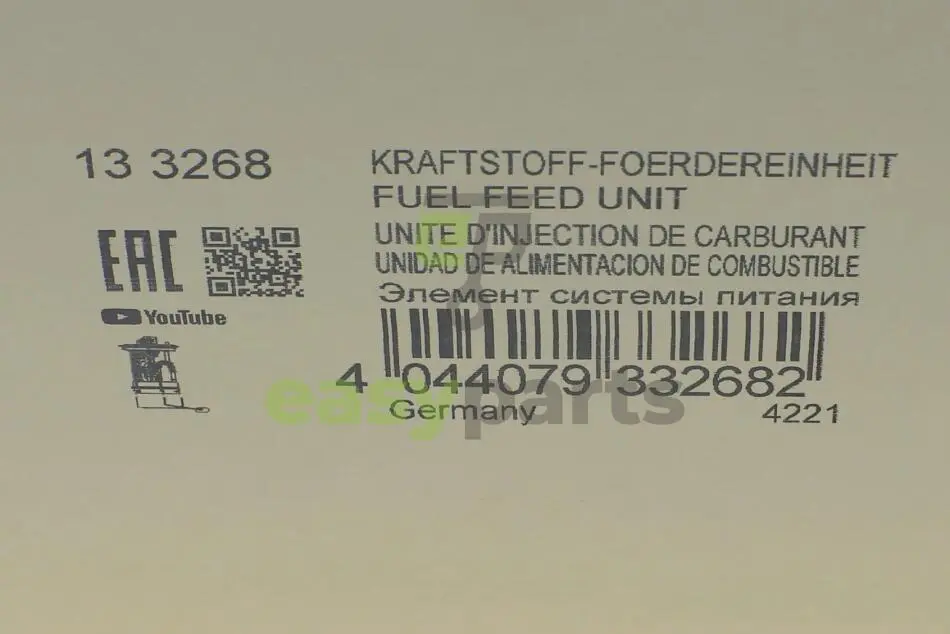 13 3268
KRAFTSTOFF-FOERDEREINHEIT
FUEL FEED UNIT
UNITE D'INJECTION DE CARBURANT
UNIDAD DE ALIMENTACION DE COMBUSTIBLE
Элемент системы питания
EAC
YouTube
4 044079 332682
Germany
4221
easyparts